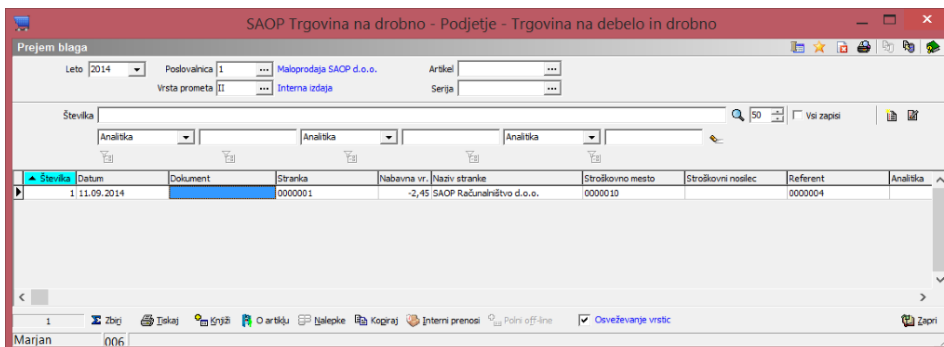 SAOP Trgovina na drobno - Podjetje - Trgovina na debelo in drobno
Prejem blaga
Leto 2014 Poslovalnica 1 ... Maloprodaja SAOP d.o.o. Artikel ...
Vrsta prometa II ... Interna izdaja Serija ...
Številka 50 Vsi zapisi
Analitika Analitika Analitika
Številka Datum Dokument Stranka Nabavna vr. Naziv stranke Stroškovno mesto Stroškovni nosilec Referent Analitika
1 11.09.2014 0000001 -2,45 SAOP Računalništvo d.o.o. 0000010 0000004
1 Zbirj Tiskaj Knjiži O artiklu Nalepke Kopiraj Interni prenosi Polni off-line Osveževanje vrstic Zapri
Marjan 006